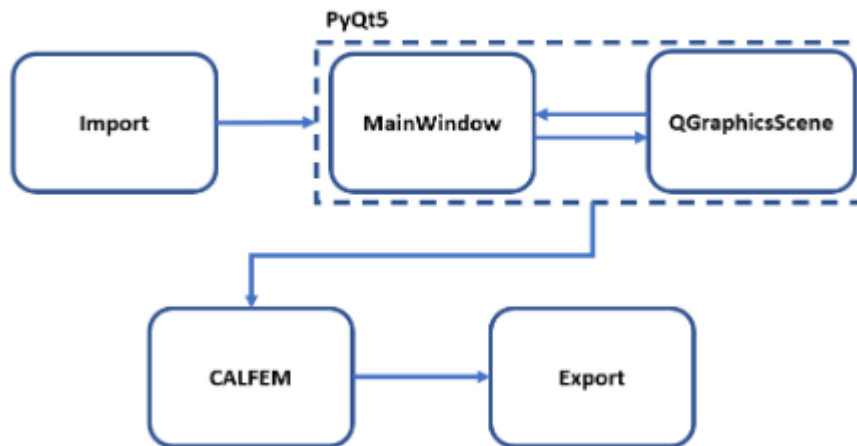 PyQt5
Import
MainWindow
QGraphicsScene
CALFEM
Export